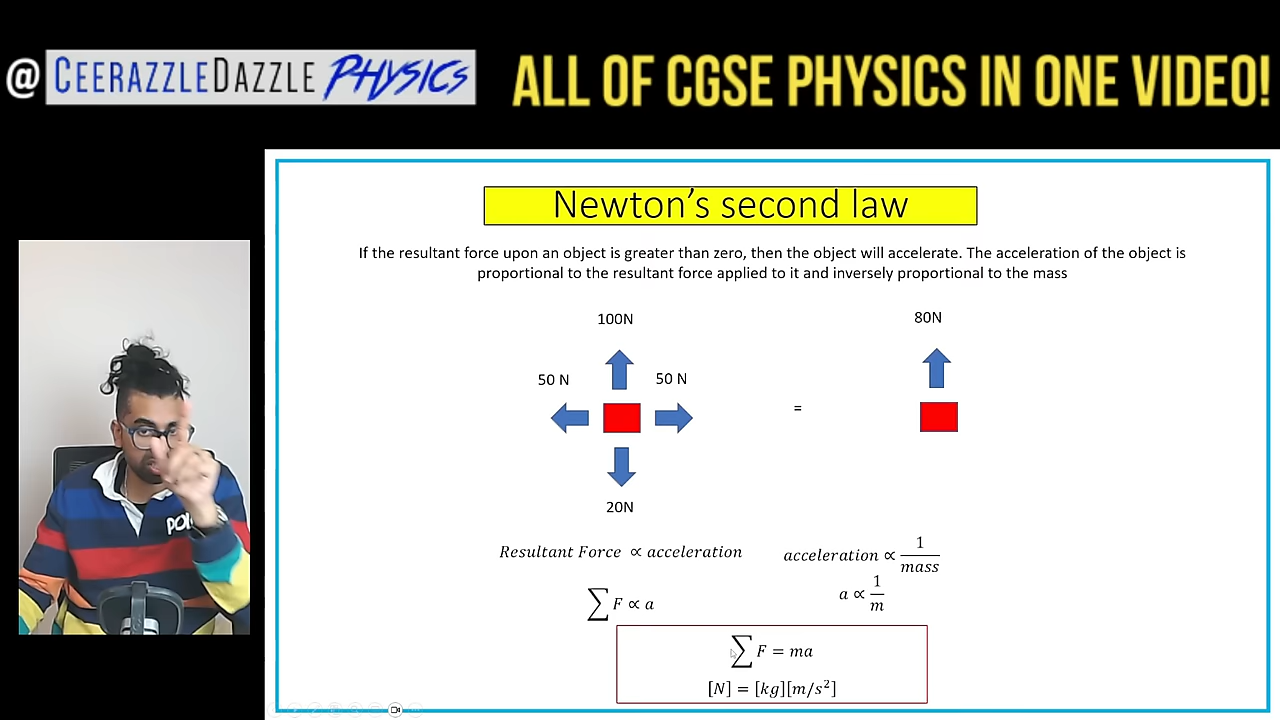 @ CEERAZZLEDAZZLE PHYSICS
ALL OF CGSE PHYSICS IN ONE VIDEO!
Newton's second law
If the resultant force upon an object is greater than zero, then the object will accelerate. The acceleration of the object is
proportional to the resultant force applied to it and inversely proportional to the mass
100N
80N
50 N
50 N
=
20N
Resultant Force ∝ acceleration
acceleration ∝ 1/mass
∑ F ∝ a
a ∝ 1/m
∑ F = ma
[N] = [kg][m/s²]